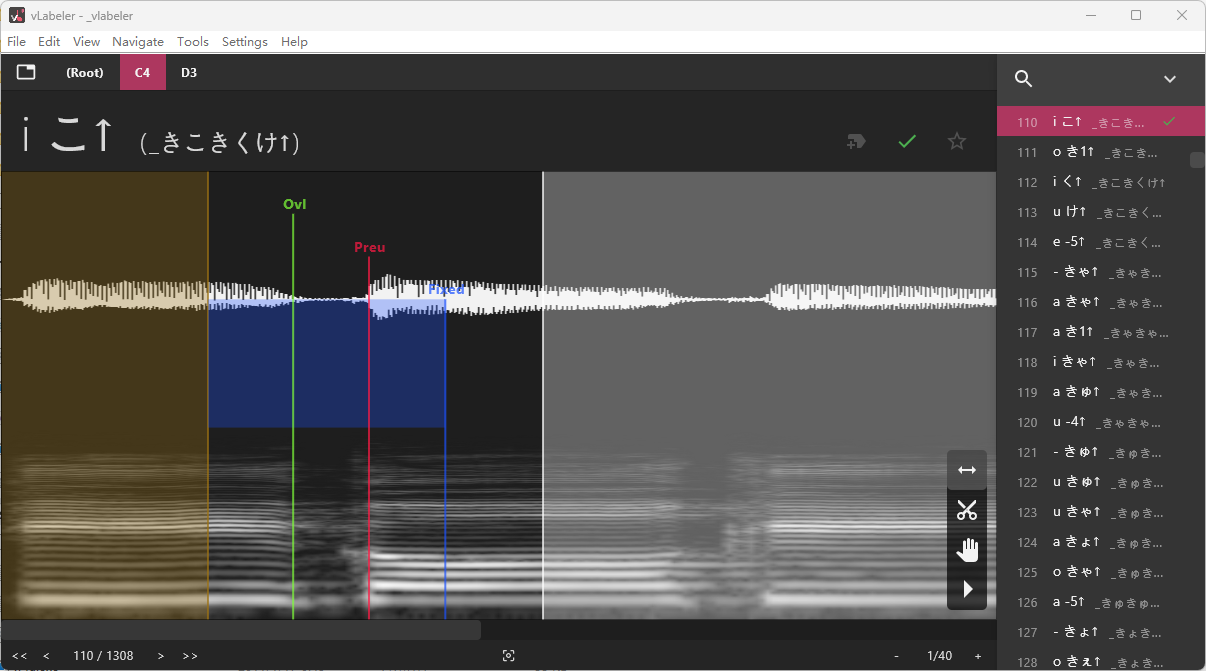 vLabeler - _vlabeler
File Edit View Navigate Tools Settings Help
(Root) C4 D3
i こ↑ (_きこきくけ↑)
Ovl
Preu
Fixed
110 i こ↑ _きこき...
111 o き1↑ _きこき...
112 i く↑ _きこきくけ↑
113 u け↑ _きこきく...
114 e -5↑ _きこきく...
115 - きゃ↑ _きゃき...
116 a きゃ↑ _きゃき...
117 a き1↑ _きゃきゃ...
118 i きゃ↑ _きゃき...
119 a きゅ↑ _きゃき...
120 u -4↑ _きゃきゃ...
121 - きゅ↑ _きゅき...
122 u きゅ↑ _きゅき...
123 u きゃ↑ _きゅき...
124 a きょ↑ _きゅき...
125 o きゃ↑ _きゅき...
126 a -5↑ _きゅきゅ...
127 - きょ↑ _きょき...
128 o きぇ↑ _きょき...
<< < 110 / 1308 > >> - 1/40 +